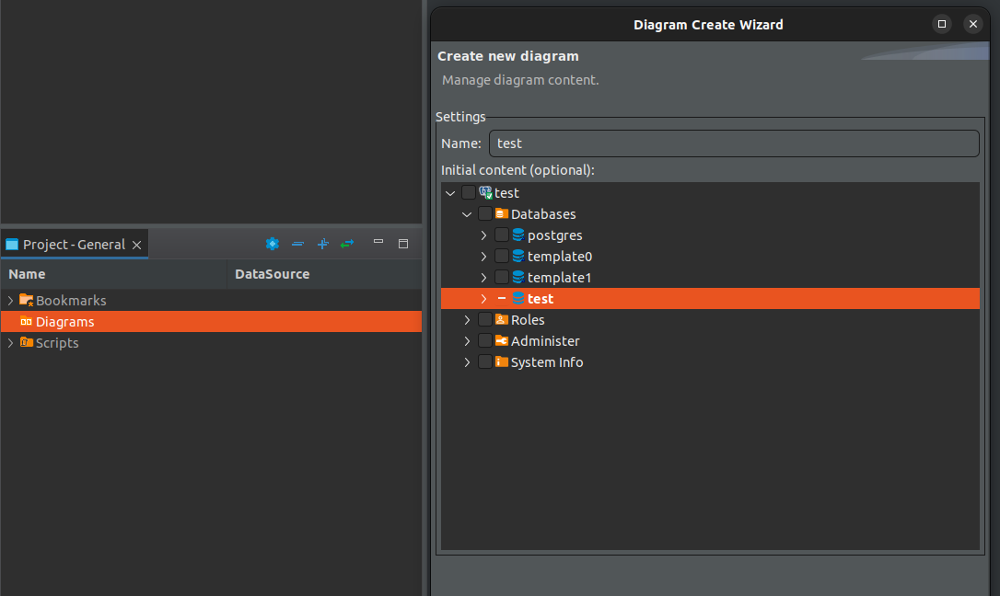 Diagram Create Wizard
Create new diagram
Manage diagram content.
Settings
Name: test
Initial content (optional):
test
Databases
postgres
template0
template1
test
Roles
Administer
System Info
Project - General
Name DataSource
Bookmarks
Diagrams
Scripts